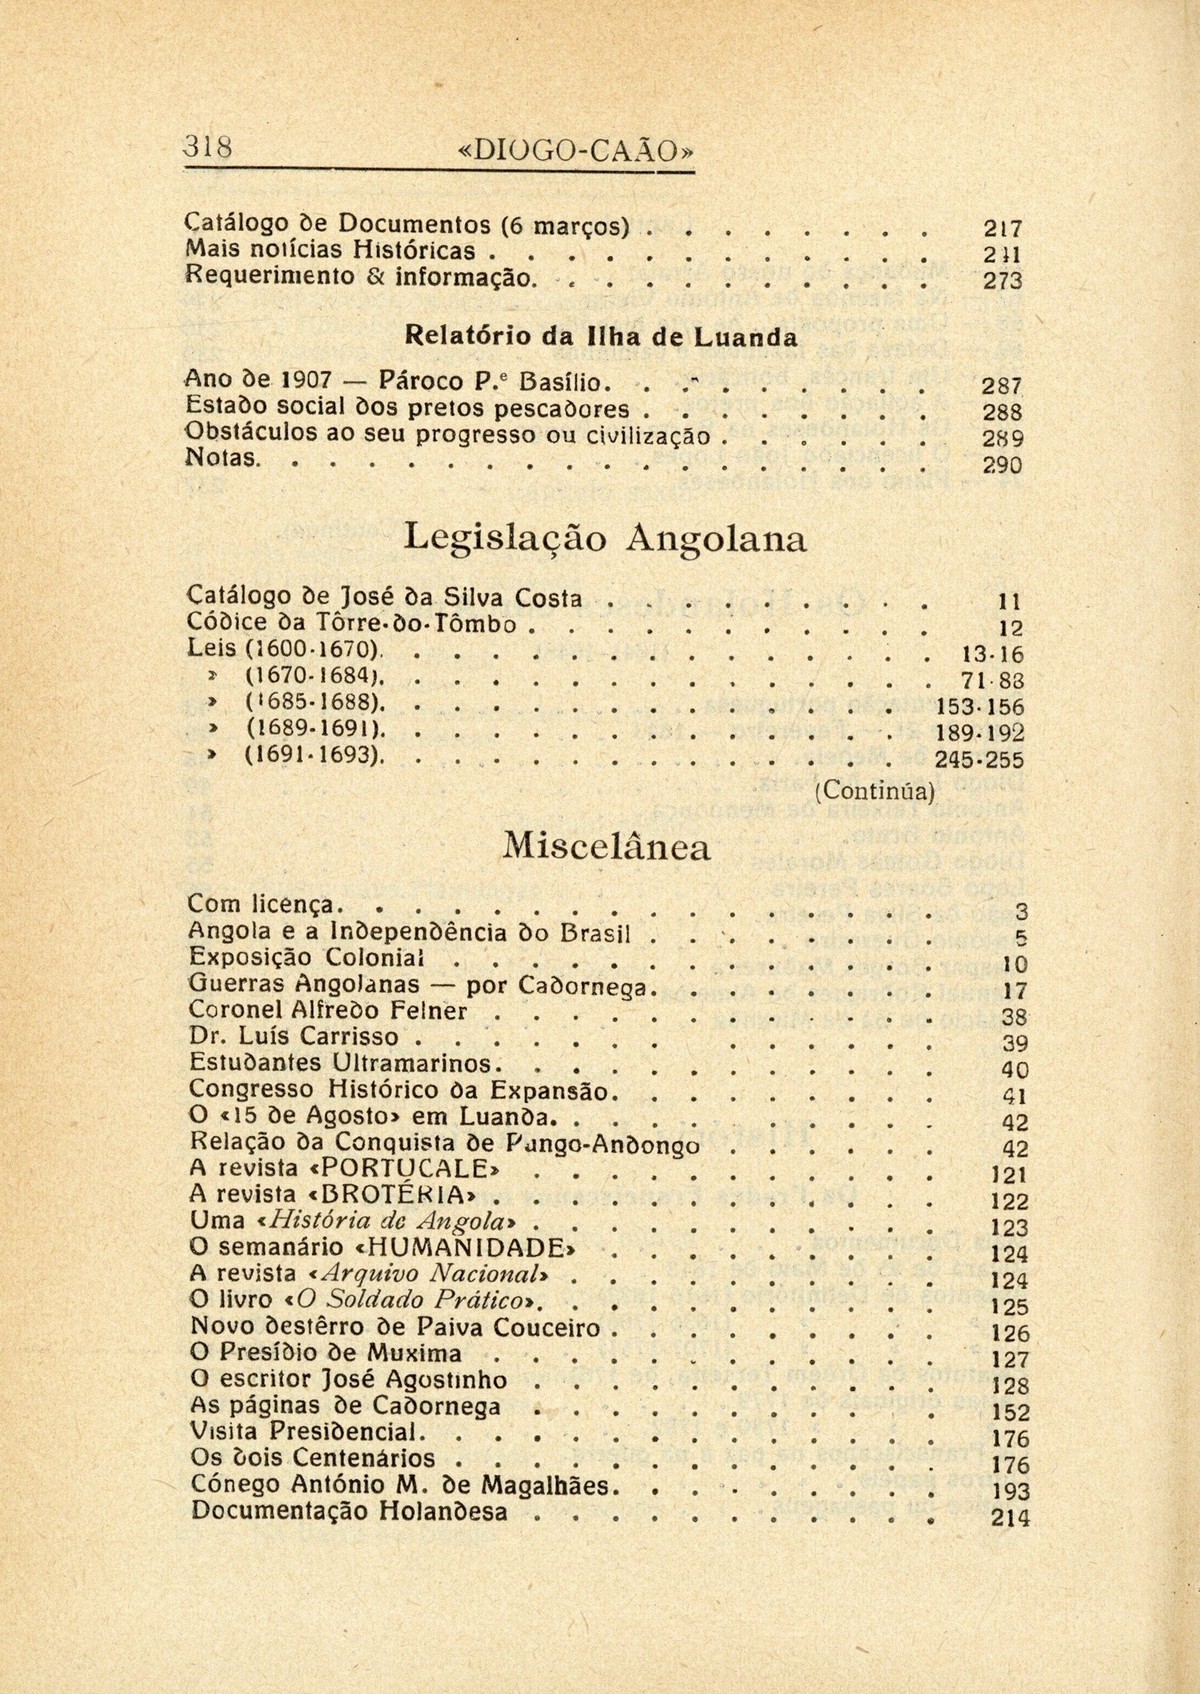 318 «DIOGO-CAÃO»
Catálogo de Documentos (6 março̧s) . . . . . . . . 217
Mais notícias Históricas . . . . . . . . . . . . 241
Requerimento & informação. . . . . . . . . . . 273
Relatório da Ilha de Luanda
Ano de 1907 — Pároco P.e Basílio. . . . . . . . . 287
Estado social dos pretos pescadores . . . . . . . . 288
Obstáculos ao seu progresso ou civilização . . . . . . 289
Notas. . . . . . . . . . . . . . . . . . 290
Legislação Angolana
Catálogo de José da Silva Costa . . . . . . . . . 11
Códice da Tôrre-do-Tômbo . . . . . . . . . . . 12
Leis (1600-1670). . . . . . . . . . . . . . . 13-16
» (1670-1684). . . . . . . . . . . . . . . 71-83
» (1685-1688). . . . . . . . . . . . . . 153-156
» (1689-1691). . . . . . . . . . . . . . 189-192
» (1691-1693). . . . . . . . . . . . . . 245-255
(Continúa)
Miscelânea
Com licença. . . . . . . . . . . . . . . . 3
Angola e a Independência do Brasil . . . . . . . . 5
Exposição Colonial . . . . . . . . . . . . . 10
Guerras Angolanas — por Cadornega. . . . . . . . 17
Coronel Alfredo Felner . . . . . . . . . . . . 38
Dr. Luís Carrisso . . . . . . . . . . . . . 39
Estudantes Ultramarinos. . . . . . . . . . . . 40
Congresso Histórico da Expansão. . . . . . . . . 41
O «15 de Agosto» em Luanda. . . . . . . . . . . 42
Relação da Conquista de Pungo-Andongo . . . . . . 42
A revista «PORTUCALE» . . . . . . . . . . . 121
A revista «BROTÉRIA» . . . . . . . . . . . . 122
Uma «História de Angola» . . . . . . . . . . . 123
O semanário «HUMANIDADE» . . . . . . . . . 124
A revista «Arquivo Nacional» . . . . . . . . . . 124
O livro «O Soldado Prático». . . . . . . . . . . 125
Novo destêrro de Paiva Couceiro . . . . . . . . . 126
O Presídio de Muxima . . . . . . . . . . . . 127
O escritor José Agostinho . . . . . . . . . . . 128
As páginas de Cadornega . . . . . . . . . . . 152
Visita Presidencial. . . . . . . . . . . . . . 176
Os dois Centenários . . . . . . . . . . . . . 176
Cónego António M. de Magalhães. . . . . . . . . 193
Documentação Holandesa . . . . . . . . . . . 214